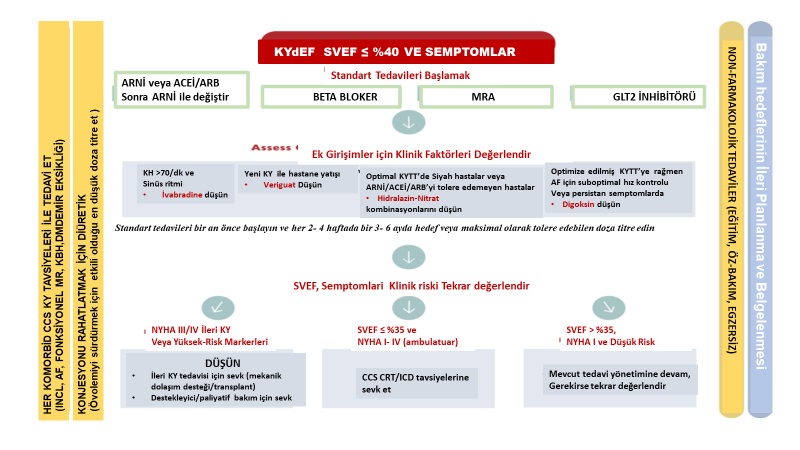 KYdEF SVEF ≤ %40 VE SEMPTOMLAR
Standart Tedavileri Başlamak
ARNİ veya ACEİ/ARB
Sonra ARNİ ile değiştir
BETA BLOKER
MRA
GLT2 İNHİBİTÖRÜ
Assess
Ek Girişimler için Klinik Faktörleri Değerlendir
KH >70/dk ve
Sinüs ritmi
• İvabradine düşün
Yeni KY ile hastane yatışı
• Veriguat Düşün
Optimal KYTT'de Siyah hastalar veya
ARNi/ACEi/ARB'yi tolere edemeyen hastalar
• Hidralazin-Nitrat
kombinasyonlarını düşün
Optimize edilmiş KYTT'ye rağmen
AF için suboptimal hız kontrolu
Veya persistan semptomlarda
• Digoksin düşün
Standart tedavileri bir an önce başlayın ve her 2- 4 haftada bir 3- 6 ayda hedef veya maksimal olarak tolere edebilen doza titre edin
SVEF, Semptomlari Klinik riski Tekrar değerlendir
NYHA III/IV İleri KY
Veya Yüksek-Risk Markerleri
DÜŞÜN
• İleri KY tedavisi için sevk (mekanik
dolaşım desteği/transplant)
• Destekleyici/paliyatif bakım için sevk
SVEF ≤ %35 ve
NYHA I- IV (ambulatuar)
CCS CRT/ICD tavsiyelerine
sevk et
SVEF > %35,
NYHA I ve Düşük Risk
Mevcut tedavi yönetimine devam,
Gerekirse tekrar değerlendir
HER KOMORBİD CCS KY TAVSİYELERİ İLE TEDAVİ ET
(INCL, AF, FONKSİYONEL MR, KBH,DMDEMİR EKSİKLİĞİ)
KONJESYONU RAHATLATMAK İÇİN DİÜRETİK
(Övolemiyi sürdürmek için etkili olduğu en düşük doza titre et )
NON-FARMAKOLOJİK TEDAVİLER (EĞİTİM, ÖZ-BAKIM, EGZERSİZ)
Bakım hedeflerinin İleri Planlanma ve Belgelenmesi